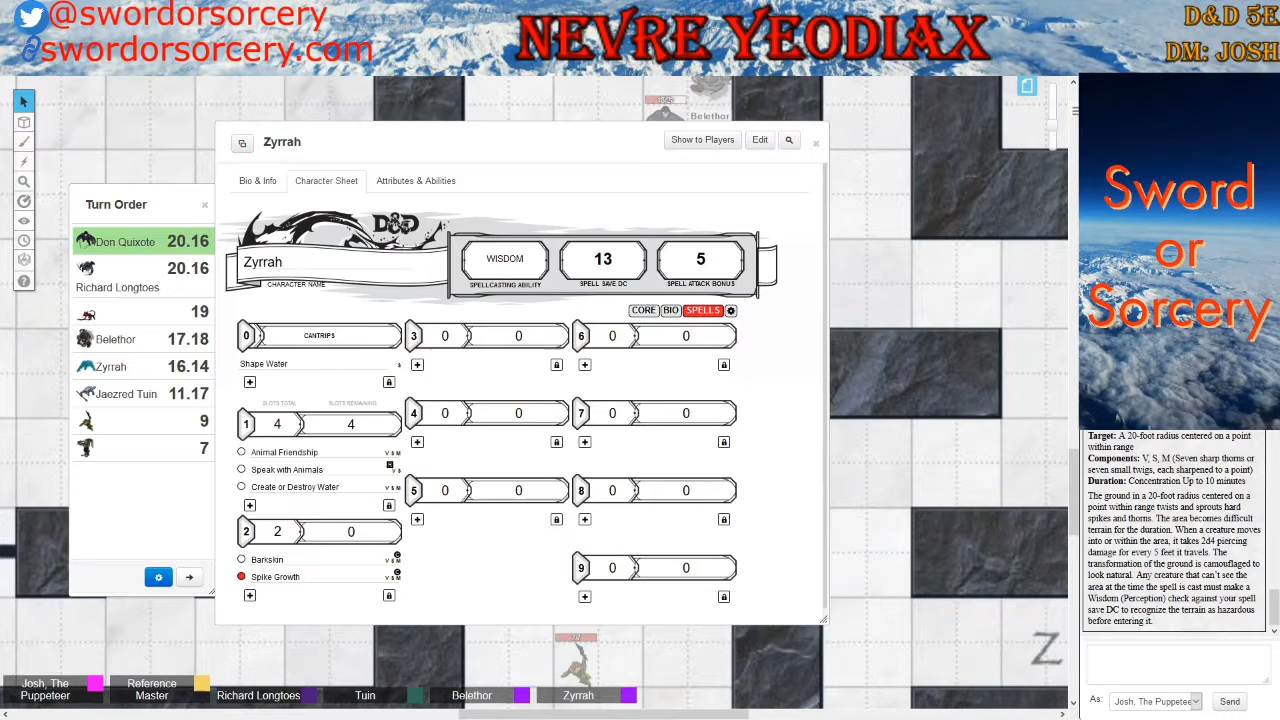 @swordorsorcery
swordorsorcery.com
NEVRE YEODIAX
D&D 5E
DM: JOSH
Belethor
Zyrrah
Show to Players
Edit
Bio & Info
Character Sheet
Attributes & Abilities
Turn Order
Don Quixote 20.16
20.16
Richard Longtoes
19
Belethor 17.18
Zyrrah 16.14
Jaezred Tuin 11.17
9
7
D&D
Zyrrah
CHARACTER NAME
WISDOM
SPELLCASTING ABILITY
13
SPELL SAVE DC
5
SPELL ATTACK BONUS
CORE BIO SPELLS
0 CANTRIPS
Shape Water S
SLOTS TOTAL SLOTS REMAINING
1 4 4
Animal Friendship V S M
Speak with Animals R V S
Create or Destroy Water V S M
2 2 0
Barkskin C V S M
Spike Growth C V S M
3 0 0
4 0 0
5 0 0
6 0 0
7 0 0
8 0 0
9 0 0
Sword
or
Sorcery
Target: A 20-foot radius centered on a point
within range
Components: V, S, M (Seven sharp thorns or
seven small twigs, each sharpened to a point)
Duration: Concentration Up to 10 minutes
The ground in a 20-foot radius centered on a
point within range twists and sprouts hard
spikes and thorns. The area becomes difficult
terrain for the duration. When a creature moves
into or within the area, it takes 2d4 piercing
damage for every 5 feet it travels. The
transformation of the ground is camouflaged to
look natural. Any creature that can't see the
area at the time the spell is cast must make a
Wisdom (Perception) check against your spell
save DC to recognize the terrain as hazardous
before entering it.
Z
Josh, The
Puppeteer
Reference
Master
Richard Longtoes
Tuin
Belethor
Zyrrah
As:
Josh, The Puppetee
Send